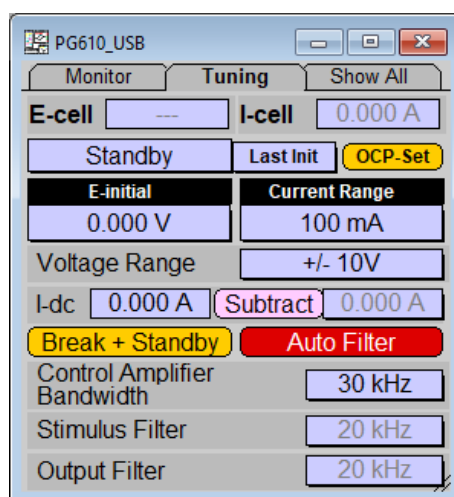 PG610_USB
Monitor Tuning Show All
E-cell --- I-cell 0.000 A
Standby Last Init OCP-Set
E-initial Current Range
0.000 V 100 mA
Voltage Range +/- 10V
I-dc 0.000 A Subtract 0.000 A
Break + Standby Auto Filter
Control Amplifier
Bandwidth 30 kHz
Stimulus Filter 20 kHz
Output Filter 20 kHz